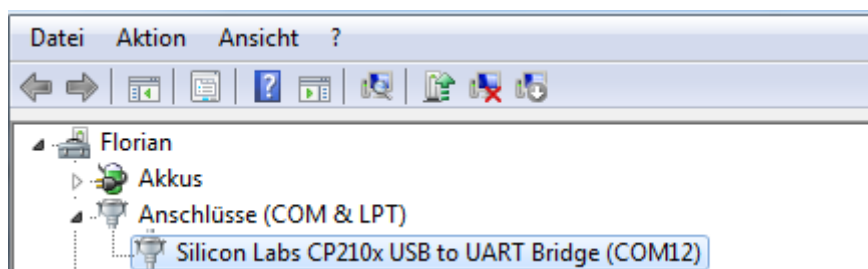 Datei Aktion Ansicht ?
Florian
Akkus
Anschlüsse (COM & LPT)
Silicon Labs CP210x USB to UART Bridge (COM12)